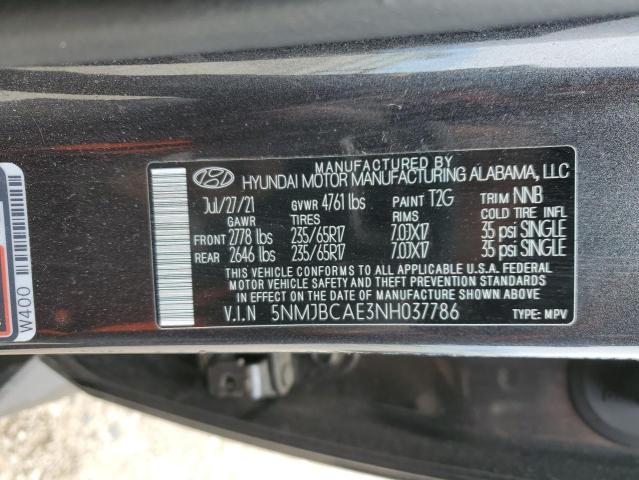 MANUFACTURED BY
HYUNDAI MOTOR MANUFACTURING ALABAMA, LLC
Jul/27/21 GVWR 4761 lbs PAINT T2G TRIM NNB
GAWR TIRES RIMS COLD TIRE INFL
FRONT 2778 lbs 235/65R17 7.0JX17 35 psi SINGLE
REAR 2646 lbs 235/65R17 7.0JX17 35 psi SINGLE
THIS VEHICLE CONFORMS TO ALL APPLICABLE U.S.A. FEDERAL
MOTOR VEHICLE SAFETY AND THEFT PREVENTION STANDARDS
IN EFFECT ON THE DATE OF MANUFACTURE SHOWN ABOVE.
V.I.N 5NMJBCAE3NH037786 TYPE: MPV
W400